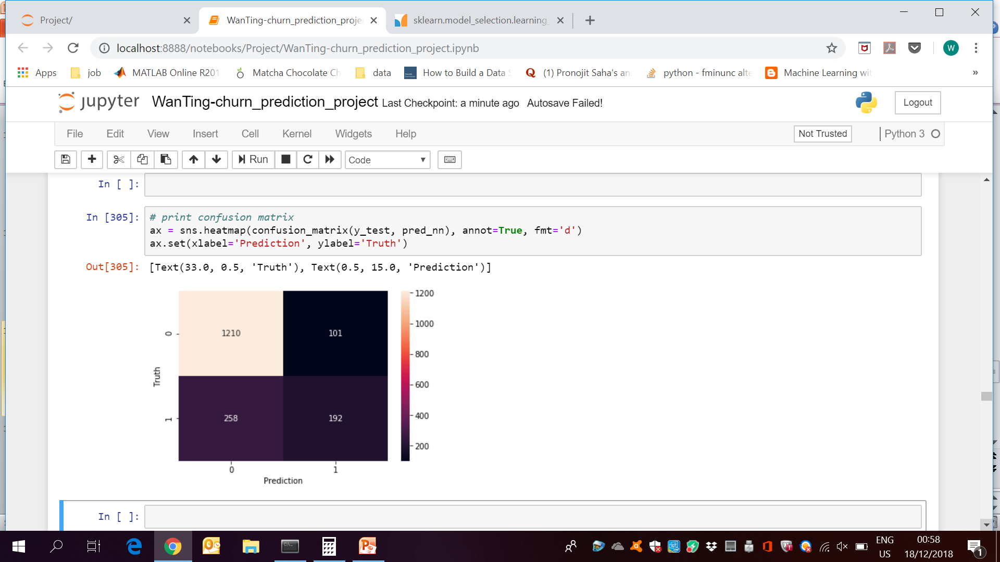 Project/
WanTing-churn_prediction_proje
sklearn.model_selection.learning_
localhost:8888/notebooks/Project/WanTing-churn_prediction_project.ipynb
W
Apps
job
MATLAB Online R201
Matcha Chocolate Ch
data
How to Build a Data S
(1) Pronojit Saha's an
python - fminunc alte
Machine Learning wit
»
jupyter
WanTing-churn_prediction_project Last Checkpoint: a minute ago Autosave Failed!
Logout
File Edit View Insert Cell Kernel Widgets Help
Not Trusted
Python 3
Run
Code
In [ ]:
In [305]:
# print confusion matrix
ax = sns.heatmap(confusion_matrix(y_test, pred_nn), annot=True, fmt='d')
ax.set(xlabel='Prediction', ylabel='Truth')
Out[305]: [Text(33.0, 0.5, 'Truth'), Text(0.5, 15.0, 'Prediction')]
1200
1000
800
600
400
200
0
1210
101
Truth
1
258
192
0
1
Prediction
In [ ]:
ENG
US
00:58
18/12/2018
1